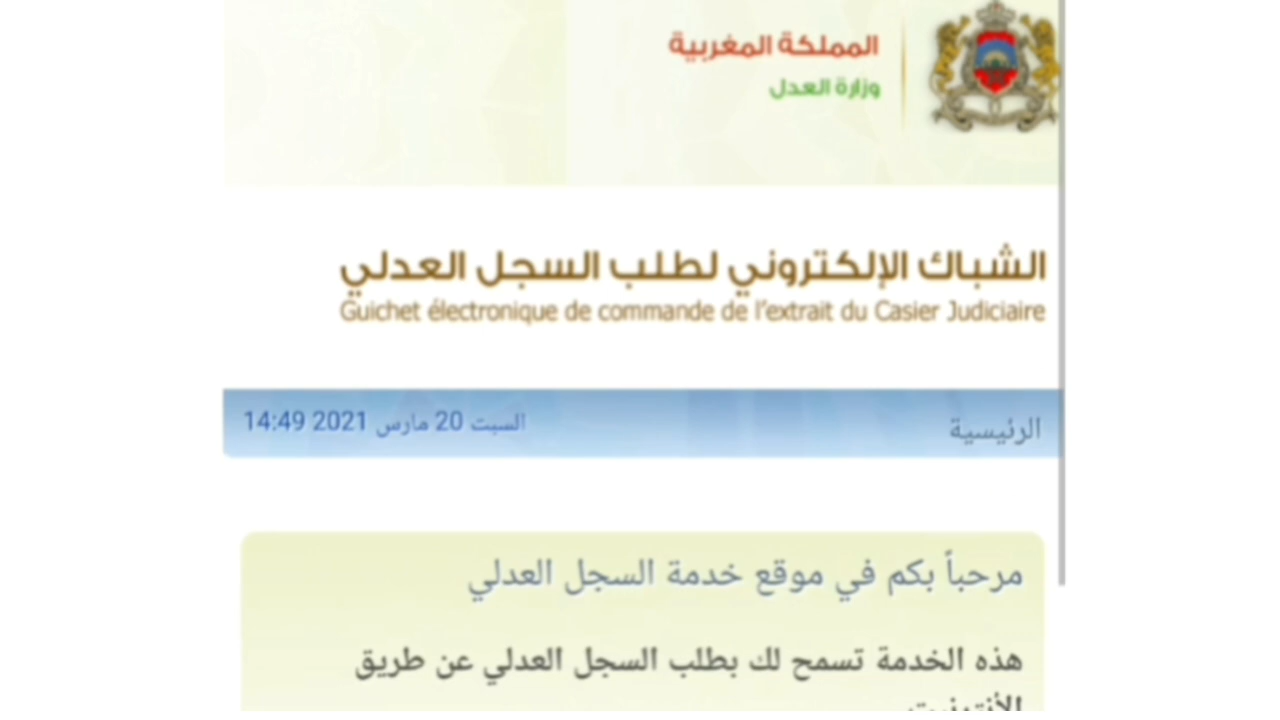 المملكة المغربية
وزارة العدل
الشباك الإلكتروني لطلب السجل العدلي
Guichet électronique de commande de l'extrait du Casier Judiciaire
الرئيسية
السبت 20 مارس 2021 14:49
مرحباً بكم في موقع خدمة السجل العدلي
هذه الخدمة تسمح لك بطلب السجل العدلي عن طريق